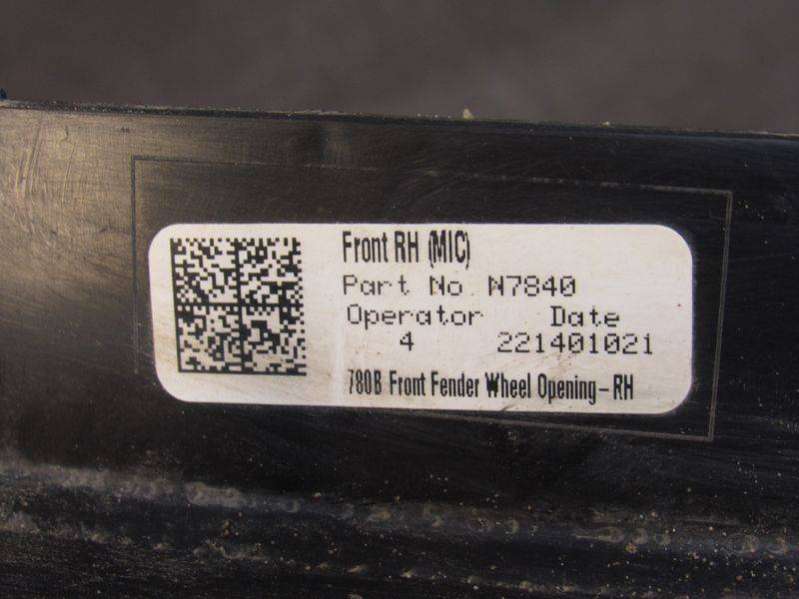 Front RH (MIC)
Part No N7840
Operator Date
4 221401021
780B Front Fender Wheel Opening-RH